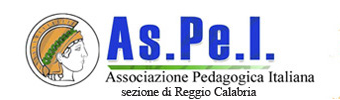 As.Pe.I.
Associazione Pedagogica Italiana
sezione di Reggio Calabria